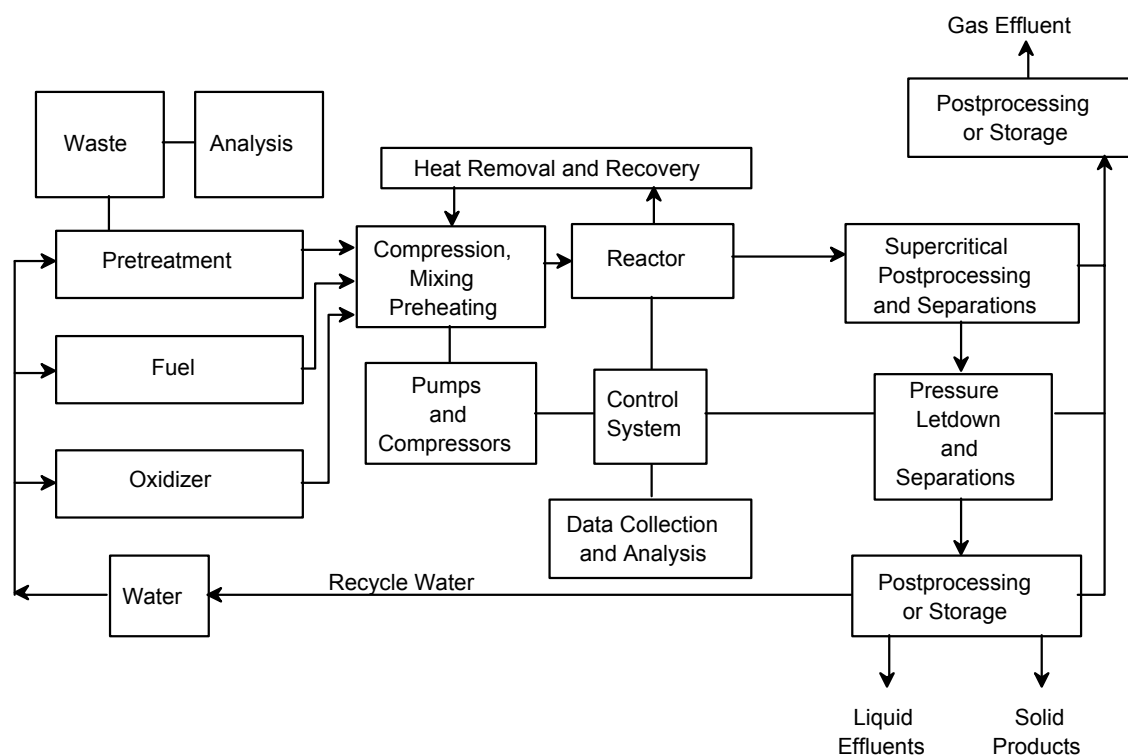 Gas Effluent
Postprocessing
or Storage
Waste
Analysis
Heat Removal and Recovery
Pretreatment
Compression,
Mixing
Preheating
Reactor
Supercritical
Postprocessing
and Separations
Fuel
Pumps
and
Compressors
Control
System
Pressure
Letdown
and
Separations
Oxidizer
Data Collection
and Analysis
Water
Recycle Water
Postprocessing
or Storage
Liquid
Effluents
Solid
Products